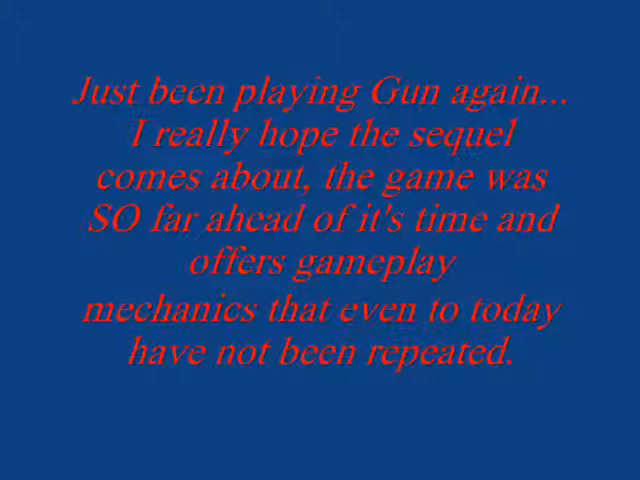 Just been playing Gun again...
I really hope the sequel
comes about, the game was
SO far ahead of it's time and
offers gameplay
mechanics that even to today
have not been repeated.